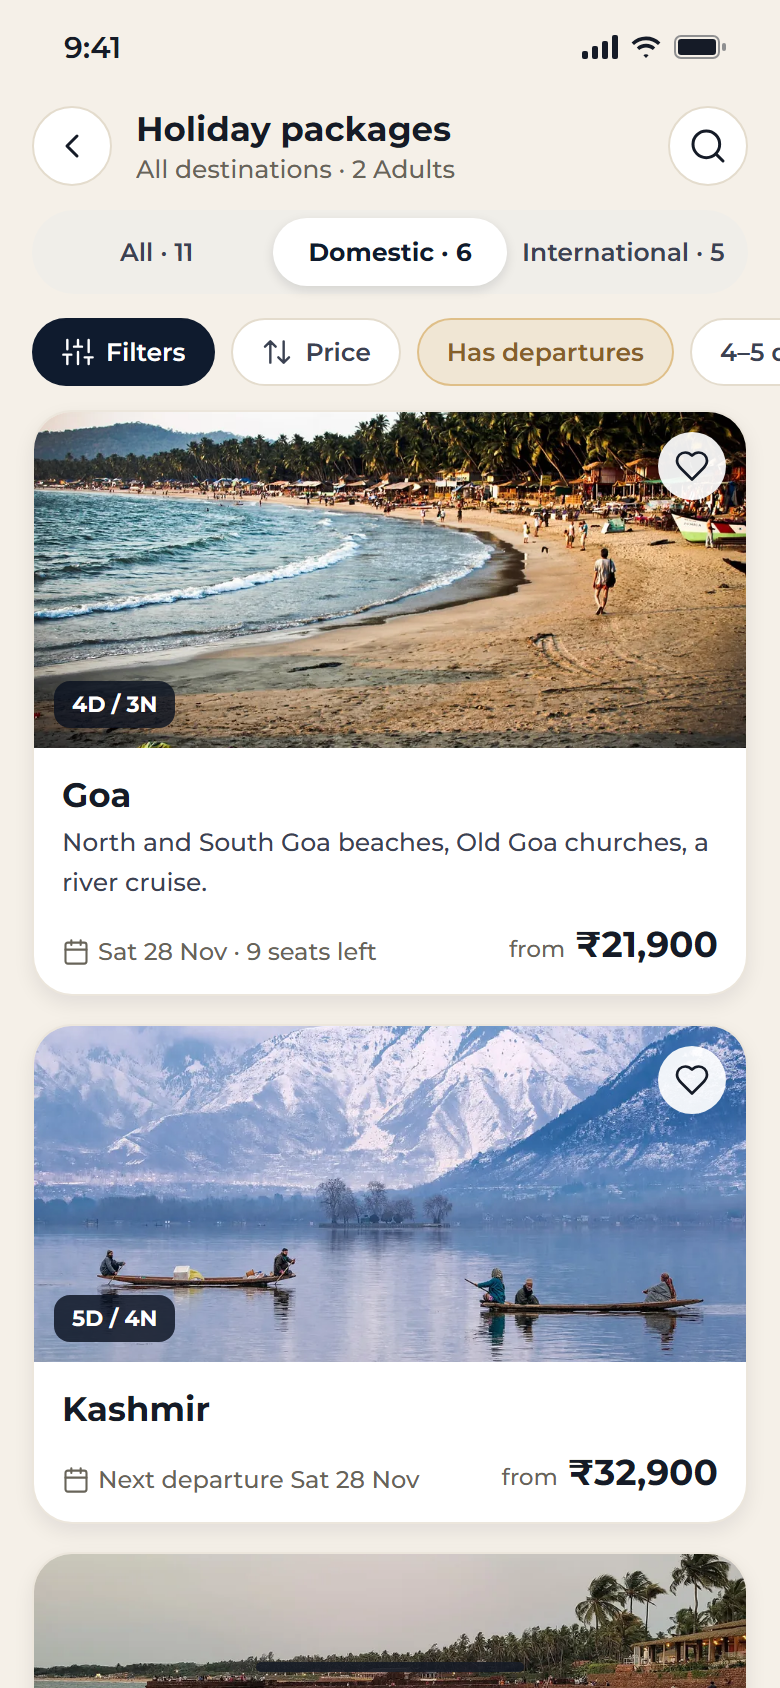 9:41
Holiday packages
All destinations · 2 Adults
All · 11
Domestic · 6
International · 5
Filters
Price
Has departures
4–5
4D / 3N
Goa
North and South Goa beaches, Old Goa churches, a
river cruise.
Sat 28 Nov · 9 seats left
from ₹21,900
5D / 4N
Kashmir
Next departure Sat 28 Nov
from ₹32,900